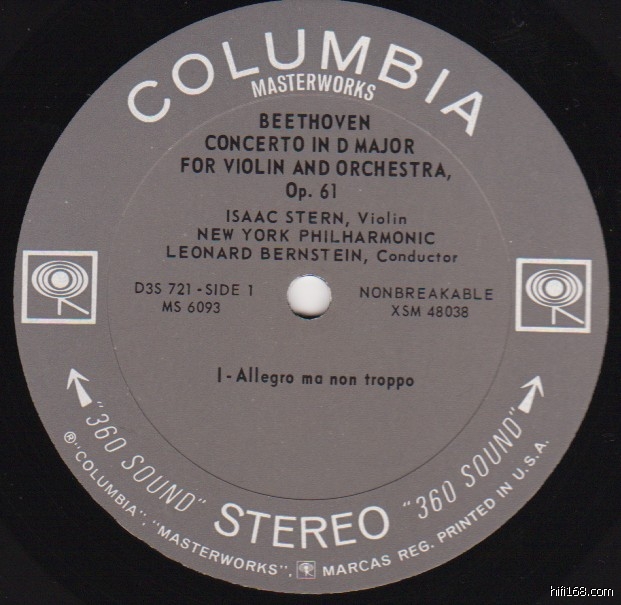 COLUMBIA
MASTERWORKS
BEETHOVEN
CONCERTO IN D MAJOR
FOR VIOLIN AND ORCHESTRA,
Op. 61
ISAAC STERN, Violin
NEW YORK PHILHARMONIC
LEONARD BERNSTEIN, Conductor
D3S 721 - SIDE 1
MS 6093
NONBREAKABLE
XSM 48038
I - Allegro ma non troppo
"360 SOUND" STEREO "360 SOUND"
® "COLUMBIA", "MASTERWORKS", MARCAS REG. PRINTED IN U.S.A.
hifi168.com